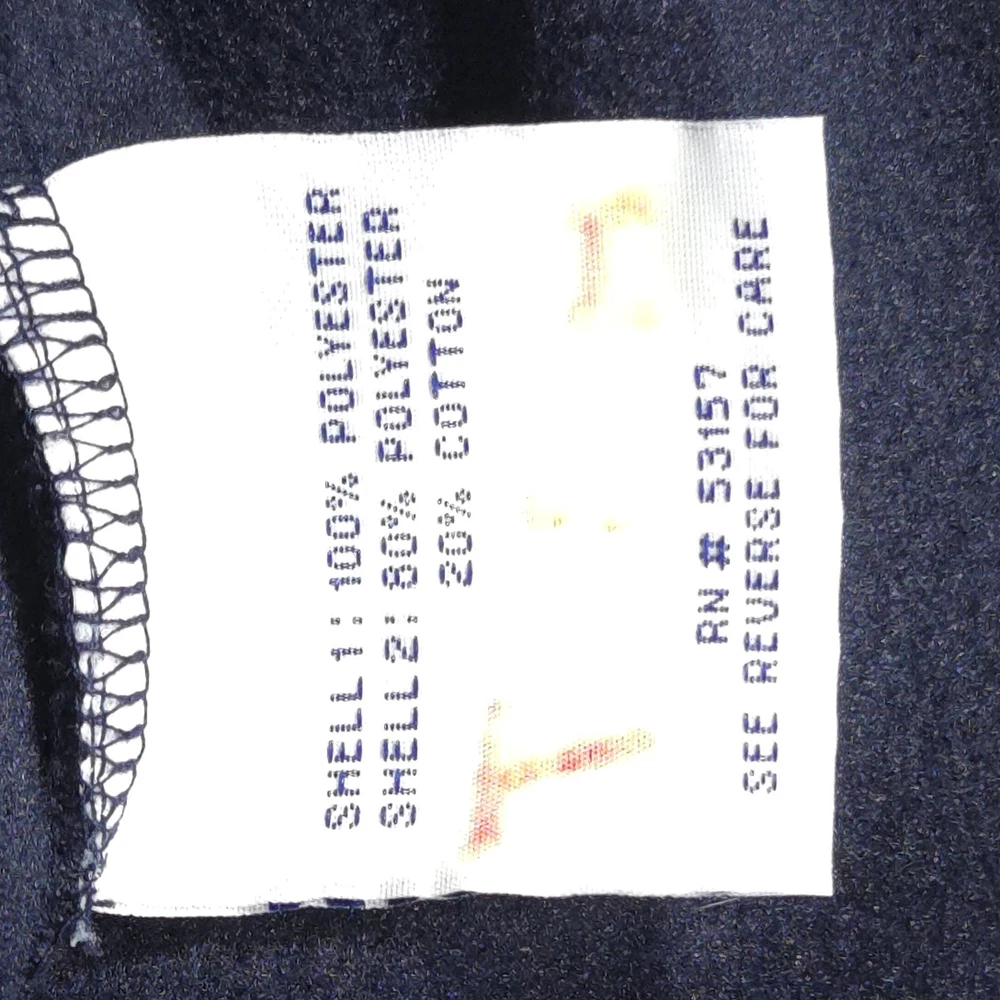 SHELL 1: 100% POLYESTER
SHELL 2: 80% POLYESTER
20% COTTON
RN # 53157
SEE REVERSE FOR CARE